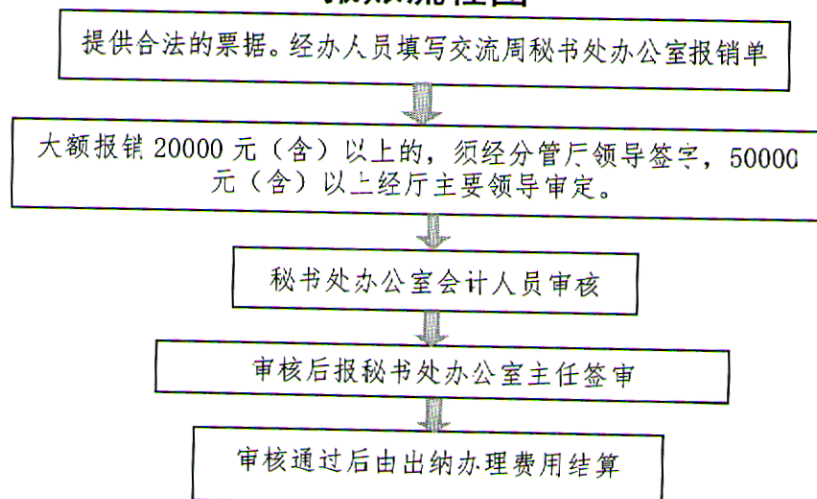 提供合法的票据。经办人员填写交流周秘书处办公室报销单
大额报销 20000 元（含）以上的，须经分管厅领导签字，50000
元（含）以上经厅主要领导审定。
秘书处办公室会计人员审核
审核后报秘书处办公室主任签审
审核通过后由出纳办理费用结算